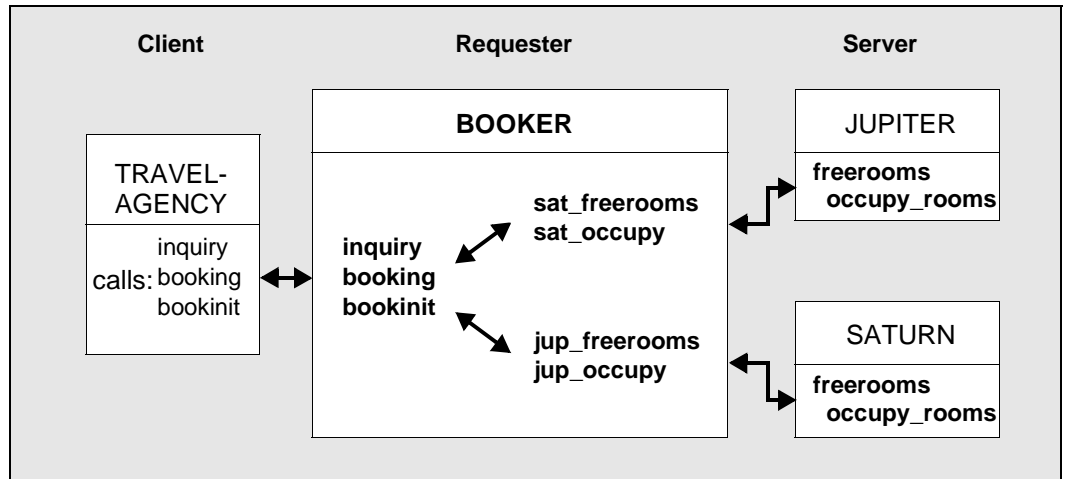 Client
Requester
Server
TRAVEL-
AGENCY
calls:
inquiry
booking
bookinit
BOOKER
inquiry
booking
bookinit
sat_freerooms
sat_occupy
jup_freerooms
jup_occupy
JUPITER
freerooms
occupy_rooms
SATURN
freerooms
occupy_rooms